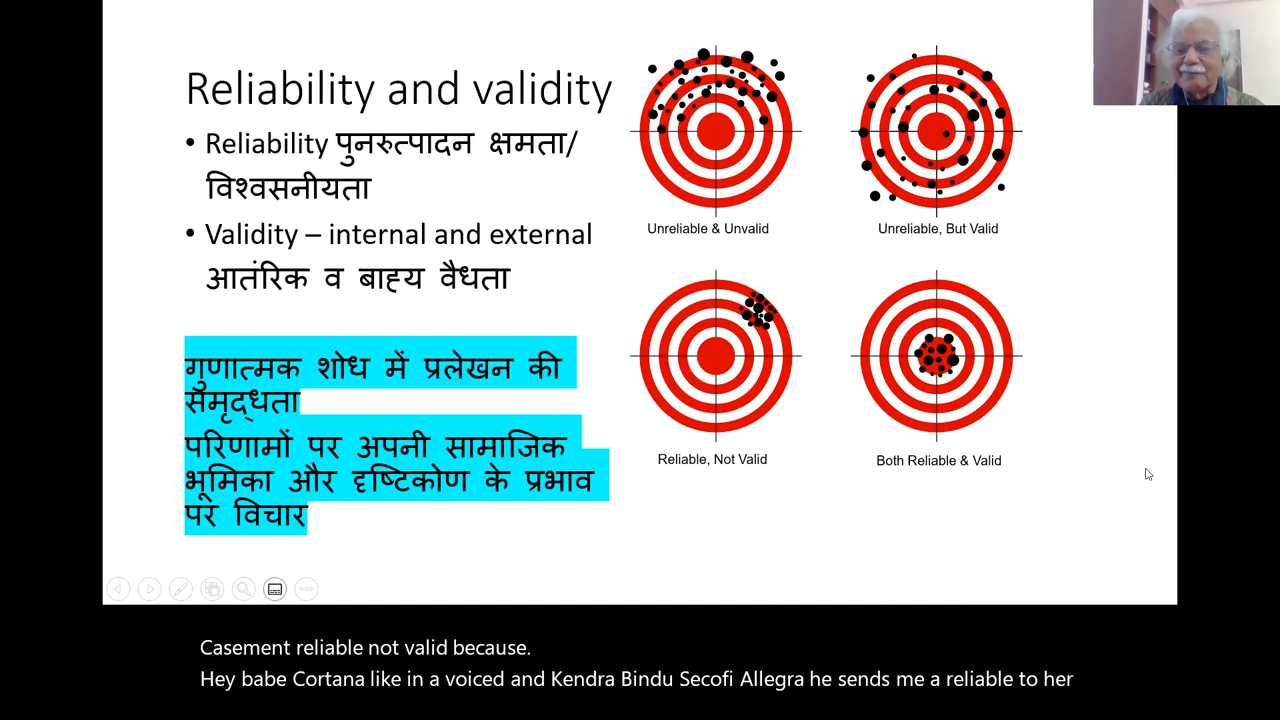 Reliability and validity
• Reliability पुनरुत्पादन क्षमता/
विश्वसनीयता
• Validity – internal and external
आतंरिक व बाह्य वैधता
गुणात्मक शोध में प्रलेखन की
समृद्धता
परिणामों पर अपनी सामाजिक
भूमिका और दृष्टिकोण के प्रभाव
पर विचार
Unreliable & Unvalid
Unreliable, But Valid
Reliable, Not Valid
Both Reliable & Valid
Casement reliable not valid because.
Hey babe Cortana like in a voiced and Kendra Bindu Secofi Allegra he sends me a reliable to her